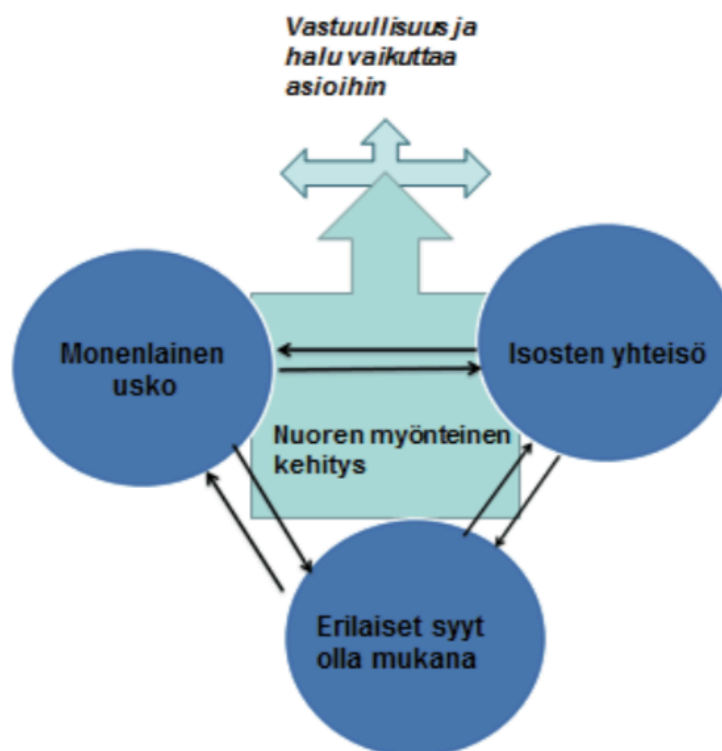 Vastuullisuus ja
halu vaikuttaa
asioihin
Monenlainen
usko
Isosten yhteisö
Nuoren myönteinen
kehitys
Erilaiset syyt
olla mukana